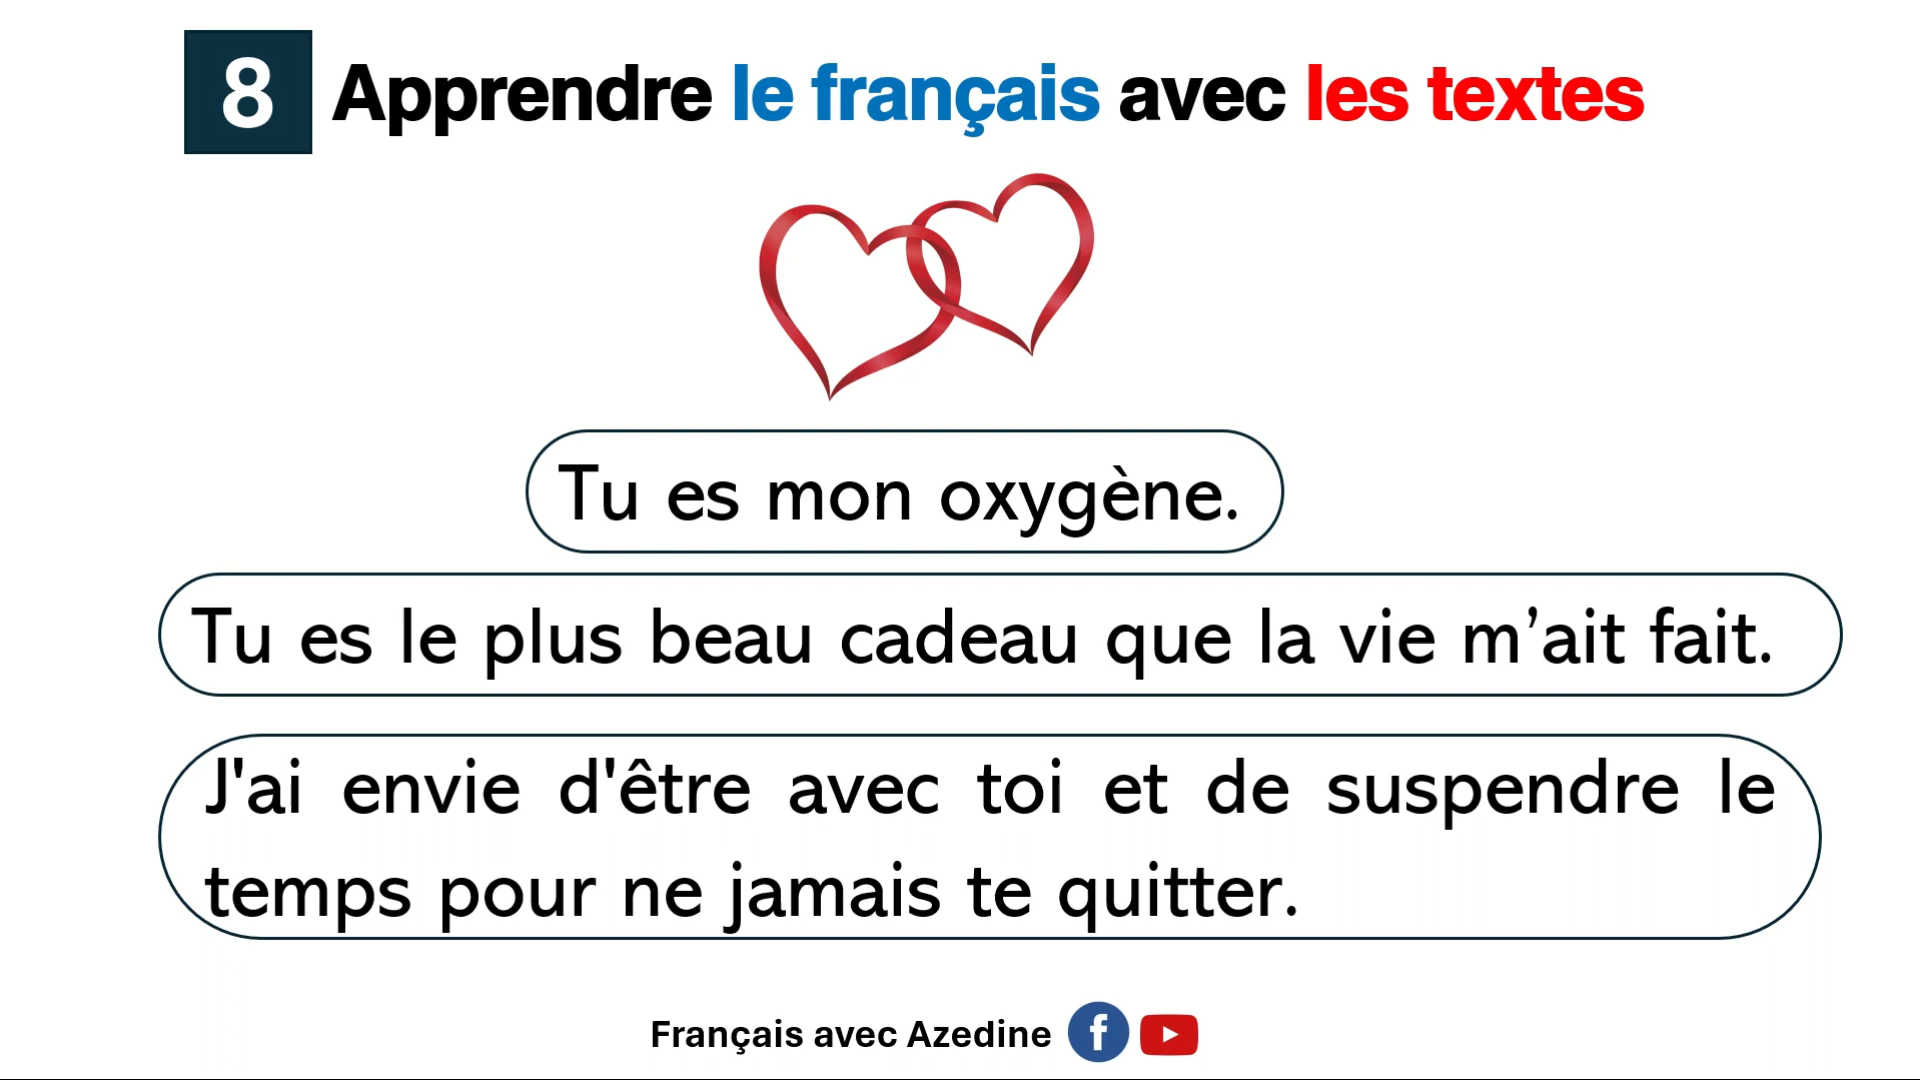 8 Apprendre le français avec les textes
Tu es mon oxygène.
Tu es le plus beau cadeau que la vie m’ait fait.
J'ai envie d'être avec toi et de suspendre le
temps pour ne jamais te quitter.
Français avec Azedine f